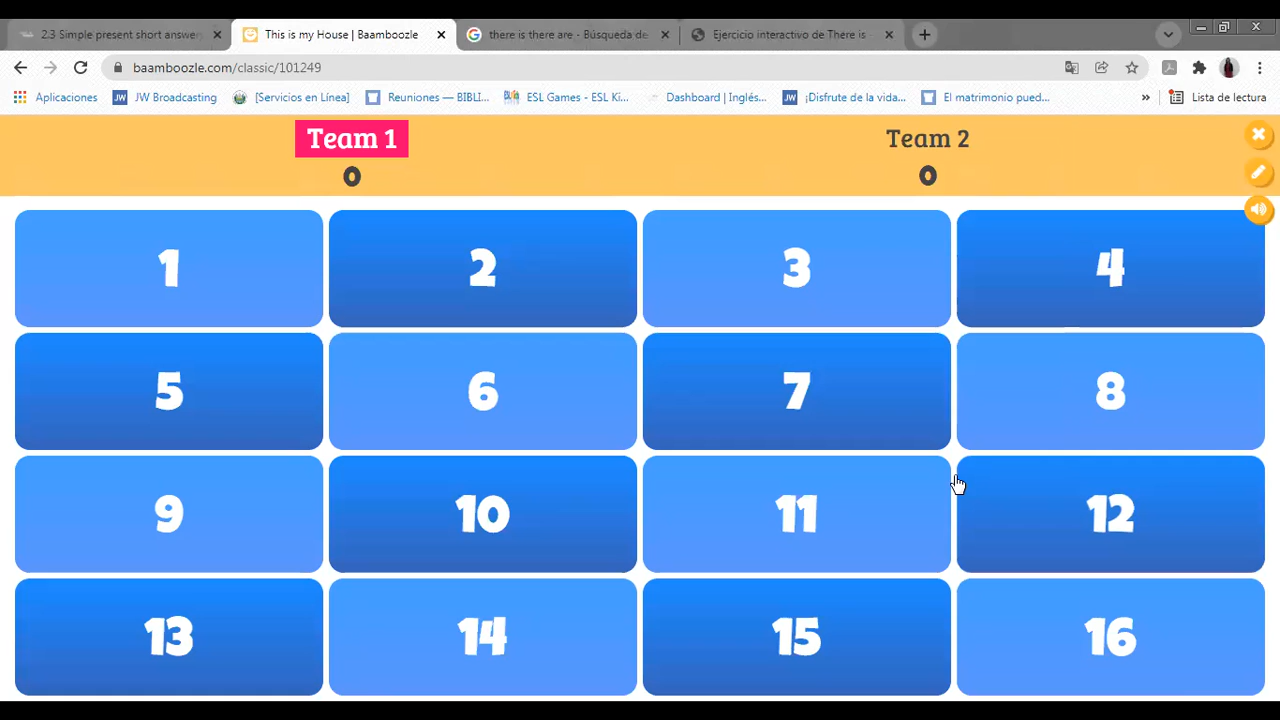 2.3 Simple present short answer
This is my House | Baamboozle
there is there are - Búsqueda de
Ejercicio interactivo de There is
baamboozle.com/classic/101249
Aplicaciones
JW Broadcasting
[Servicios en Línea]
Reuniones — BIBLI...
ESL Games - ESL Ki...
Dashboard | Inglés...
¡Disfrute de la vida...
El matrimonio pued...
»
Lista de lectura
Team 1
Team 2
0
0
1
2
3
4
5
6
7
8
9
10
11
12
13
14
15
16